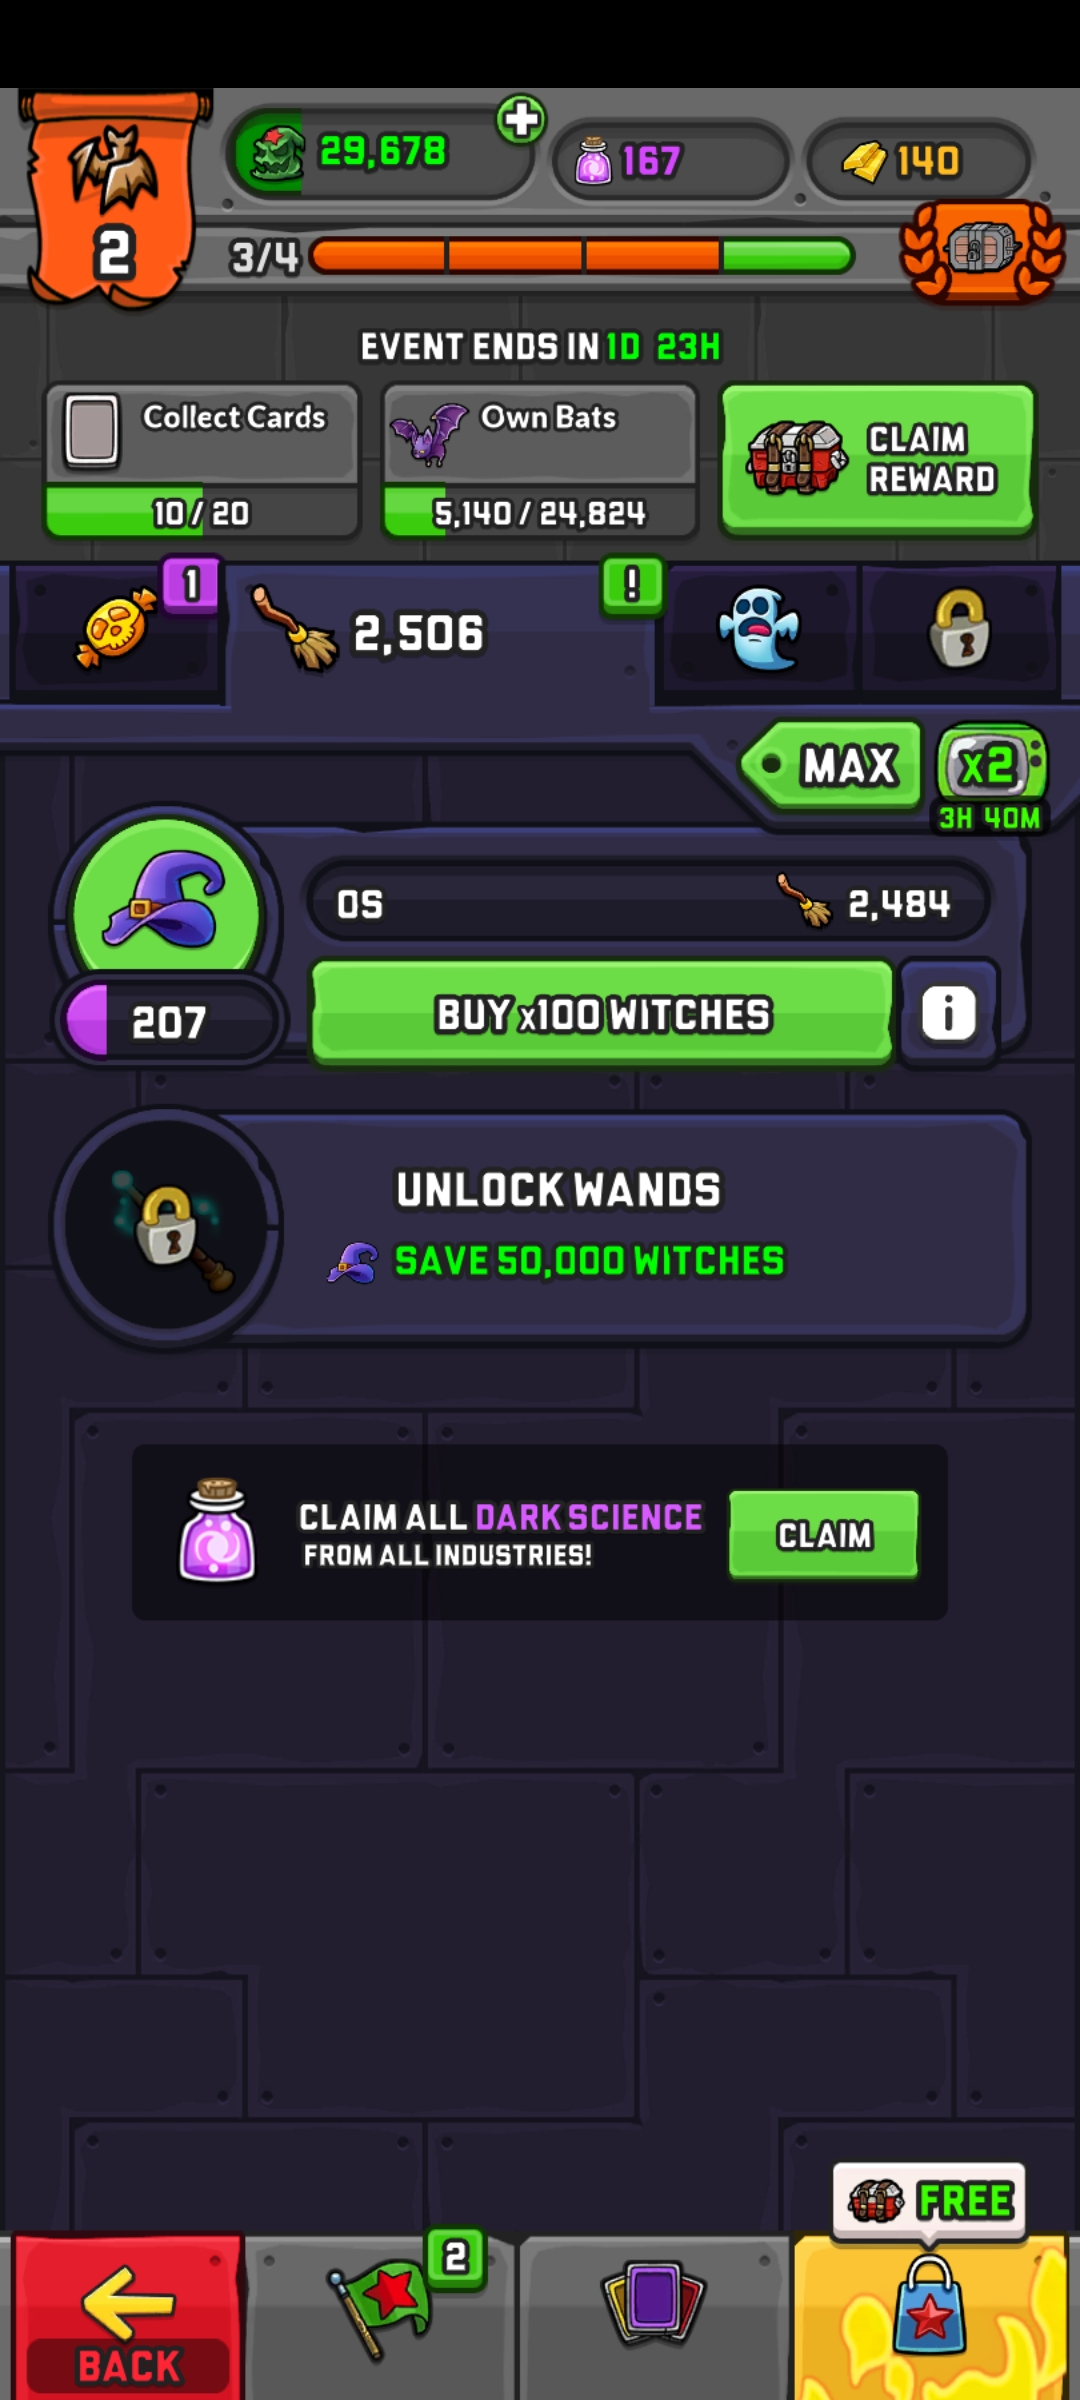 29,678
167
140
2
3/4
EVENT ENDS IN 1D 23H
Collect Cards
10 / 20
Own Bats
5,140 / 24,824
CLAIM
REWARD
1
2,506
!
MAX
x2
3H 40M
0S
2,484
207
BUY x100 WITCHES
i
UNLOCK WANDS
SAVE 50,000 WITCHES
CLAIM ALL DARK SCIENCE
FROM ALL INDUSTRIES!
CLAIM
FREE
2
BACK